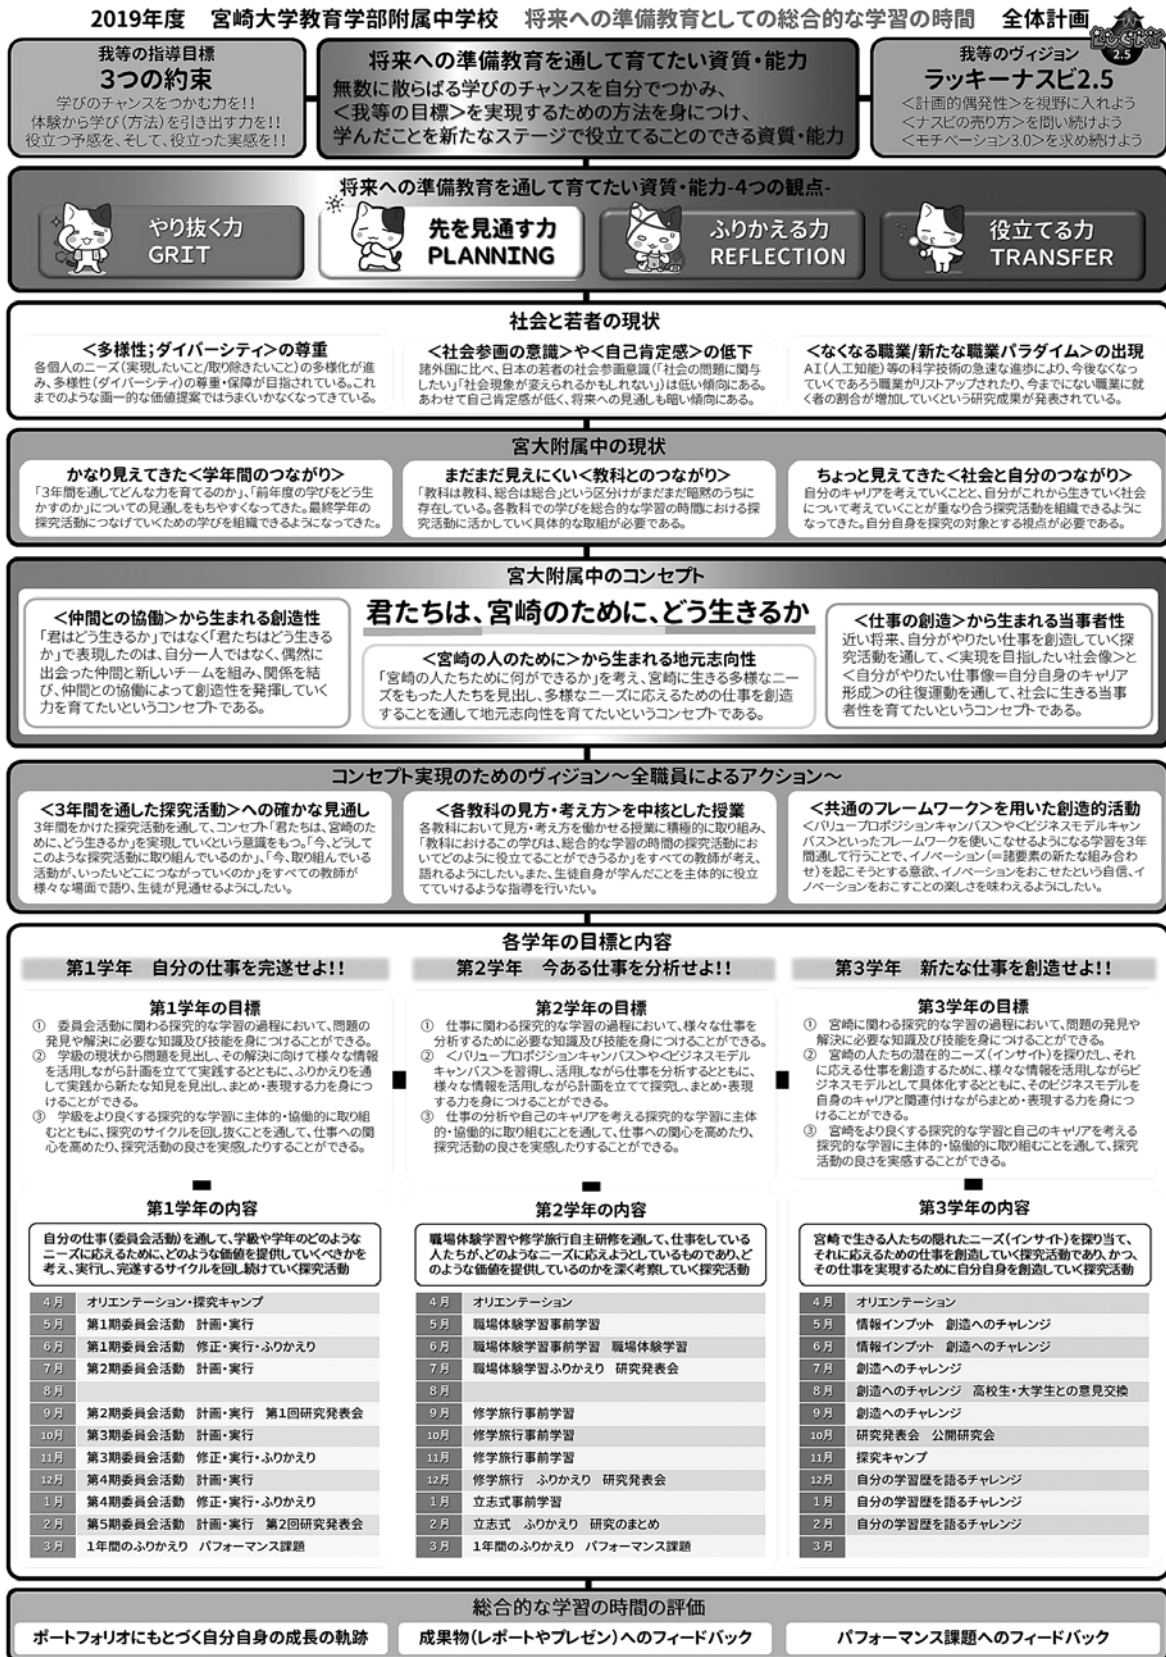 2019年度　宮崎大学教育学部附属中学校　将来への準備教育としての総合的な学習の時間　全体計画
我等の指導目標
3つの約束
学びのチャンスをつかむ力を!!
体験から学び(方法)を引き出す力を!!
役立つ予感を、そして、役立った実感を!!
将来への準備教育を通して育てたい資質・能力
無数に散らばる学びのチャンスを自分でつかみ、
<我等の目標>を実現するための方法を身につけ、
学んだことを新たなステージで役立てることのできる資質・能力
LUCKY
2.5
我等のヴィジョン
ラッキーナスビ2.5
<計画的偶発性>を視野に入れよう
<ナスビの売り方>を問い続けよう
<モチベーション3.0>を求め続けよう
将来への準備教育を通して育てたい資質・能力-4つの観点-
やり抜く力
GRIT
先を見通す力
PLANNING
ふりかえる力
REFLECTION
役立てる力
TRANSFER
社会と若者の現状
<多様性;ダイバーシティ>の尊重
各個人のニーズ(実現したいこと/取り除きたいこと)の多様化が進
み、多様性(ダイバーシティ)の尊重・保障が目指されている。これ
までのような画一的な価値提案ではうまくいかなくなってきている。
<社会参画の意識>や<自己肯定感>の低下
諸外国に比べ、日本の若者の社会参画意識(「社会の問題に関与
したい」「社会現象が変えられるかもしれない」)は低い傾向にある。
あわせて自己肯定感が低く、将来への見通しも暗い傾向にある。
<なくなる職業/新たな職業パラダイム>の出現
AI(人工知能)等の科学技術の急速な進歩により、今後なくなっ
ていくであろう職業がリストアップされたり、今までにない職業に就
く者の割合が増加していくという研究成果が発表されている。
宮大附属中の現状
かなり見えてきた<学年間のつながり>
「3年間を通してどんな力を育てるのか」、「前年度の学びをどう生
かすのか」についての見通しをもちやすくなってきた。最終学年の
探究活動につなげていくための学びを組織できるようになってきた。
まだまだ見えにくい<教科とのつながり>
「教科は教科、総合は総合」という区分けがまだまだ暗黙のうちに
存在している。各教科での学びを総合的な学習の時間における探
究活動に活かしていく具体的な取組が必要である。
ちょっと見えてきた<社会と自分のつながり>
自分のキャリアを考えていくことと、自分がこれから生きていく社会
について考えていくことが重なり合う探究活動を組織できるように
なってきた。自分自身を探究の対象とする視点が必要である。
宮大附属中のコンセプト
<仲間との協働>から生まれる創造性
「君はどう生きるか」ではなく「君たちはどう生きる
か」で表現したのは、自分一人ではなく、偶然に
出会った仲間と新しいチームを組み、関係を結
び、仲間との協働によって創造性を発揮していく
力を育てたいというコンセプトである。
君たちは、宮崎のために、どう生きるか
<宮崎の人のために>から生まれる地元志向性
「宮崎の人たちために何ができるか」を考え、宮崎に生きる多様なニー
ズをもった人たちを見出し、多様なニーズに応えるための仕事を創造
することを通して地元志向性を育てたいというコンセプトである。
<仕事の創造>から生まれる当事者性
近い将来、自分がやりたい仕事を創造していく探
究活動を通して、<実現を目指したい社会像>と
<自分がやりたい仕事像=自分自身のキャリア
形成>の往復運動を通して、社会に生きる当事
者性を育てたいというコンセプトである。
コンセプト実現のためのヴィジョン～全職員によるアクション～
<3年間を通した探究活動>への確かな見通し
3年間をかけた探究活動を通して、コンセプト「君たちは、宮崎のた
めに、どう生きるか」を実現していくという意識をもつ。「今、どうして
このような探究活動に取り組んでいるのか」、「今、取り組んでいる
活動が、いったいどこにつながっていくのか」をすべての教師が
様々な場面で語り、生徒が見通せるようにしたい。
<各教科の見方・考え方>を中核とした授業
各教科において見方・考え方を働かせる授業に積極的に取り組み、
「教科におけるこの学びは、総合的な学習の時間の探究活動にお
いてどのように役立てることができうるか」をすべての教師が考え、
語れるようにしたい。また、生徒自身が学んだことを主体的に役立
てていけるような指導を行いたい。
<共通のフレームワーク>を用いた創造的活動
<バリュープロポジションキャンバス>や<ビジネスモデルキャン
バス>といったフレームワークを使いこなせるようになる学習を3年
間通して行うことで、イノベーション(=諸要素の新たな組み合わ
せ)を起こそうとする意欲、イノベーションをおこせたという自信、イ
ノベーションをおこすことの楽しさを味わえるようにしたい。
各学年の目標と内容
第1学年　自分の仕事を完遂せよ!!
第2学年　今ある仕事を分析せよ!!
第3学年　新たな仕事を創造せよ!!
第1学年の目標
①　委員会活動に関わる探究的な学習の過程において、問題の
発見や解決に必要な知識及び技能を身につけることができる。
②　学級の現状から問題を見出し、その解決に向けて様々な情報
を活用しながら計画を立てて実践するとともに、ふりかえりを通
して実践から新たな知見を見出し、まとめ・表現する力を身につ
けることができる。
③　学級をより良くする探究的な学習に主体的・協働的に取り組
むとともに、探究のサイクルを回し抜くことを通して、仕事への関
心を高めたり、探究活動の良さを実感したりすることができる。
第2学年の目標
①　仕事に関わる探究的な学習の過程において、様々な仕事を
分析するために必要な知識及び技能を身につけることができる。
②　<バリュープロポジションキャンバス>や<ビジネスモデル
キャンバス>を習得し、活用しながら仕事を分析するとともに、
様々な情報を活用しながら計画を立てて探究し、まとめ・表現
する力を身につけることができる。
③　仕事の分析や自己のキャリアを考える探究的な学習に主体
的・協働的に取り組むことを通して、仕事への関心を高めたり、
探究活動の良さを実感したりすることができる。
第3学年の目標
①　宮崎に関わる探究的な学習の過程において、問題の発見や
解決に必要な知識及び技能を身につけることができる。
②　宮崎の人たちの潜在的ニーズ(インサイト)を探りだし、それ
に応える仕事を創造するために、様々な情報を活用しながらビ
ジネスモデルとして具体化するとともに、そのビジネスモデルを
自身のキャリアと関連付けながらまとめ・表現する力を身につ
けることができる。
③　宮崎をより良くする探究的な学習と自己のキャリアを考える
探究的な学習に主体的・協働的に取り組むことを通して、探究
活動の良さを実感することができる。
第1学年の内容
自分の仕事(委員会活動)を通して、学級や学年のどのような
ニーズに応えるために、どのような価値を提供していくべきかを
考え、実行し、完遂するサイクルを回し続けていく探究活動
4月　オリエンテーション・探究キャンプ
5月　第1期委員会活動　計画・実行
6月　第1期委員会活動　修正・実行・ふりかえり
7月　第2期委員会活動　計画・実行
8月
9月　第2期委員会活動　計画・実行　第1回研究発表会
10月　第3期委員会活動　計画・実行
11月　第3期委員会活動　修正・実行・ふりかえり
12月　第4期委員会活動　計画・実行
1月　第4期委員会活動　修正・実行・ふりかえり
2月　第5期委員会活動　計画・実行　第2回研究発表会
3月　1年間のふりかえり　パフォーマンス課題
第2学年の内容
職場体験学習や修学旅行自主研修を通して、仕事をしている
人たちが、どのようなニーズに応えようとしているものであり、ど
のような価値を提供しているのかを深く考察していく探究活動
4月　オリエンテーション
5月　職場体験学習事前学習
6月　職場体験学習事前学習　職場体験学習
7月　職場体験学習ふりかえり　研究発表会
8月
9月　修学旅行事前学習
10月　修学旅行事前学習
11月　修学旅行事前学習
12月　修学旅行　ふりかえり　研究発表会
1月　立志式事前学習
2月　立志式　ふりかえり　研究のまとめ
3月　1年間のふりかえり　パフォーマンス課題
第3学年の内容
宮崎で生きる人たちの隠れたニーズ(インサイト)を探り当て、
それに応えるための仕事を創造していく探究活動であり、かつ、
その仕事を実現するために自分自身を創造していく探究活動
4月　オリエンテーション
5月　情報インプット　創造へのチャレンジ
6月　情報インプット　創造へのチャレンジ
7月　創造へのチャレンジ
8月　創造へのチャレンジ　高校生・大学生との意見交換
9月　創造へのチャレンジ
10月　研究発表会　公開研究会
11月　探究キャンプ
12月　自分の学習歴を語るチャレンジ
1月　自分の学習歴を語るチャレンジ
2月　自分の学習歴を語るチャレンジ
3月
総合的な学習の時間の評価
ポートフォリオにもとづく自分自身の成長の軌跡
成果物(レポートやプレゼン)へのフィードバック
パフォーマンス課題へのフィードバック